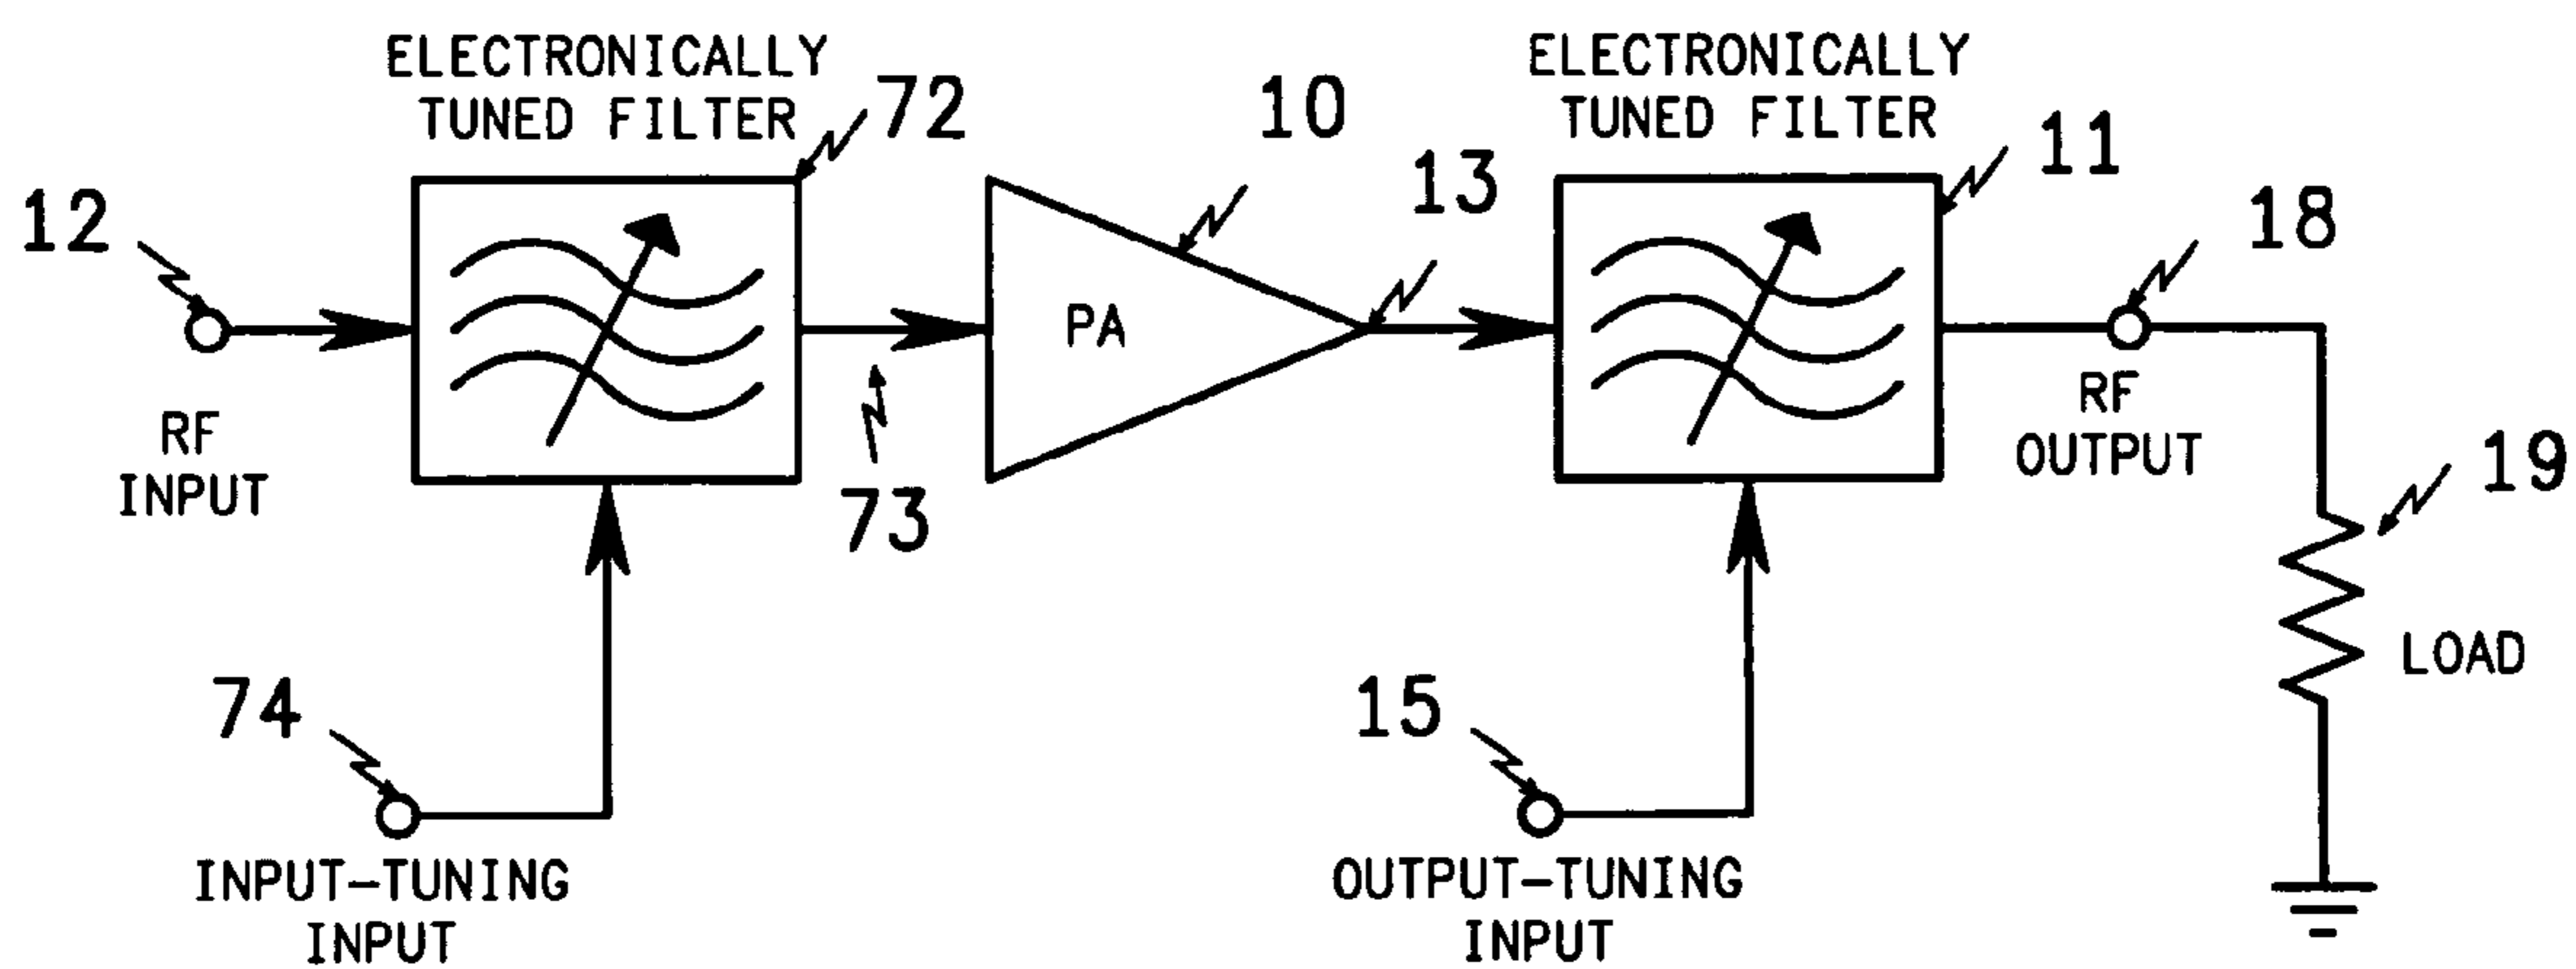 ELECTRONICALLY
TUNED FILTER
72
10
ELECTRONICALLY
TUNED FILTER
11
12
13
18
PA
RF
INPUT
73
RF
OUTPUT
19
LOAD
74
15
INPUT-TUNING
INPUT
OUTPUT-TUNING
INPUT